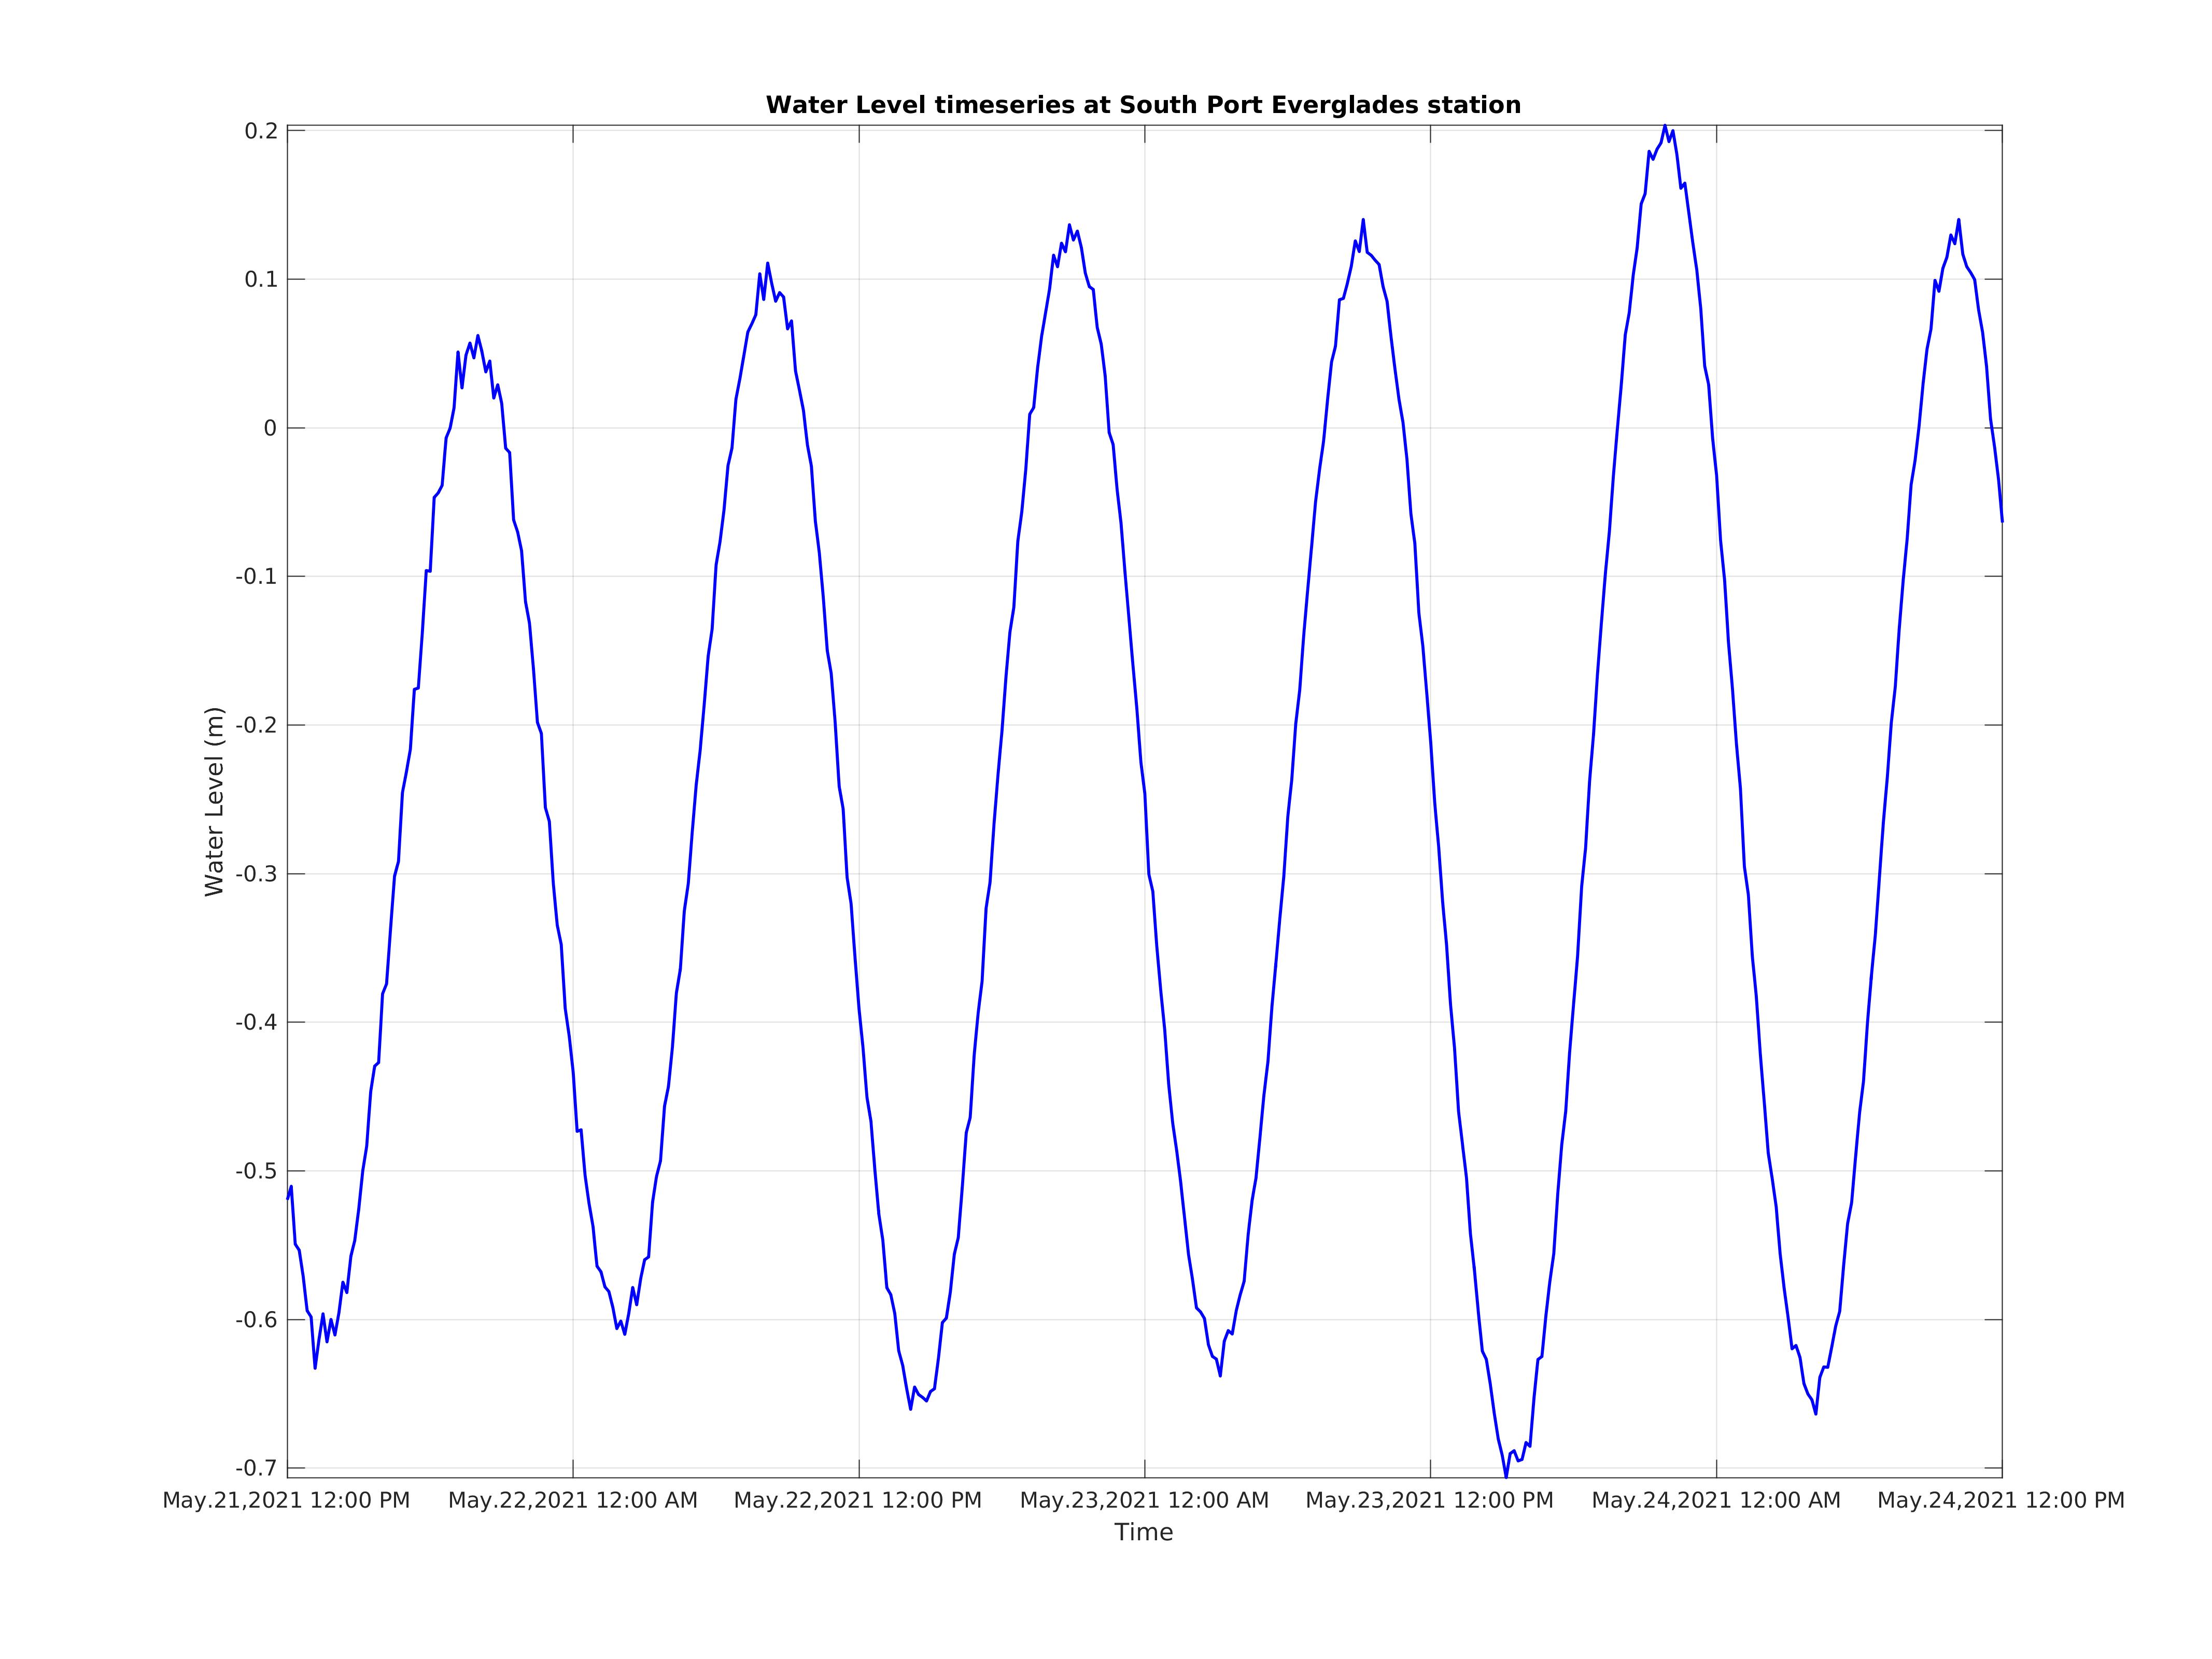 Water Level timeseries at South Port Everglades station
0.2
0.1
0
-0.1
-0.2
-0.3
-0.4
-0.5
-0.6
-0.7
Water Level (m)
May.21,2021 12:00 PM May.22,2021 12:00 AM May.22,2021 12:00 PM May.23,2021 12:00 AM May.23,2021 12:00 PM May.24,2021 12:00 AM May.24,2021 12:00 PM
Time